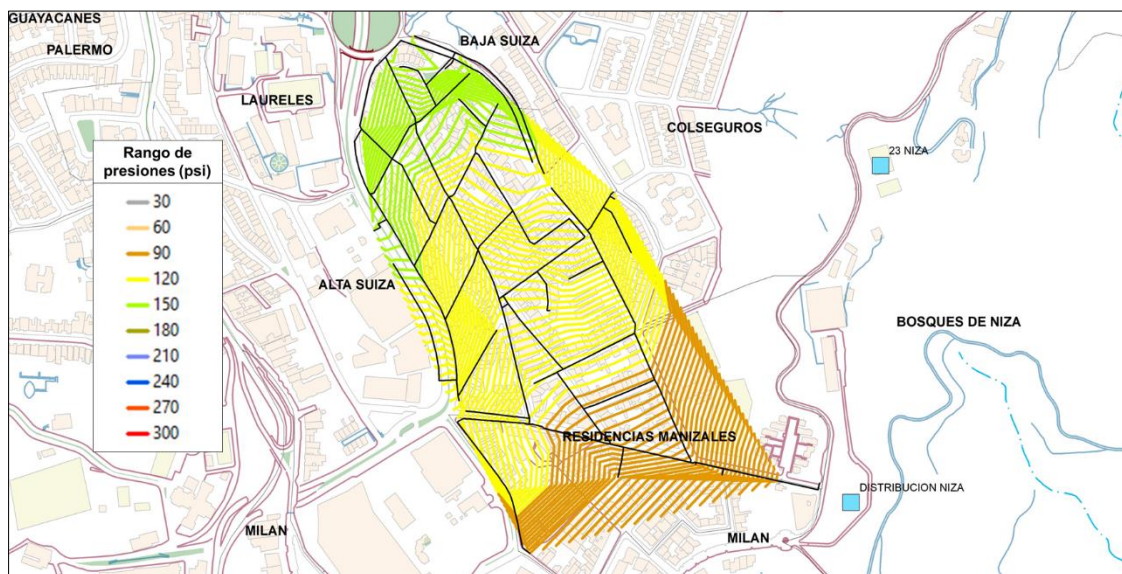 GUAYACANES
PALERMO
BAJA SUIZA
LAURELES
COLSEGUROS
23 NIZA
Rango de
presiones (psi)
30
60
90
120
150
180
210
240
270
300
ALTA SUIZA
BOSQUES DE NIZA
RESIDENCIAS MANIZALES
DISTRIBUCION NIZA
MILAN
MILAN